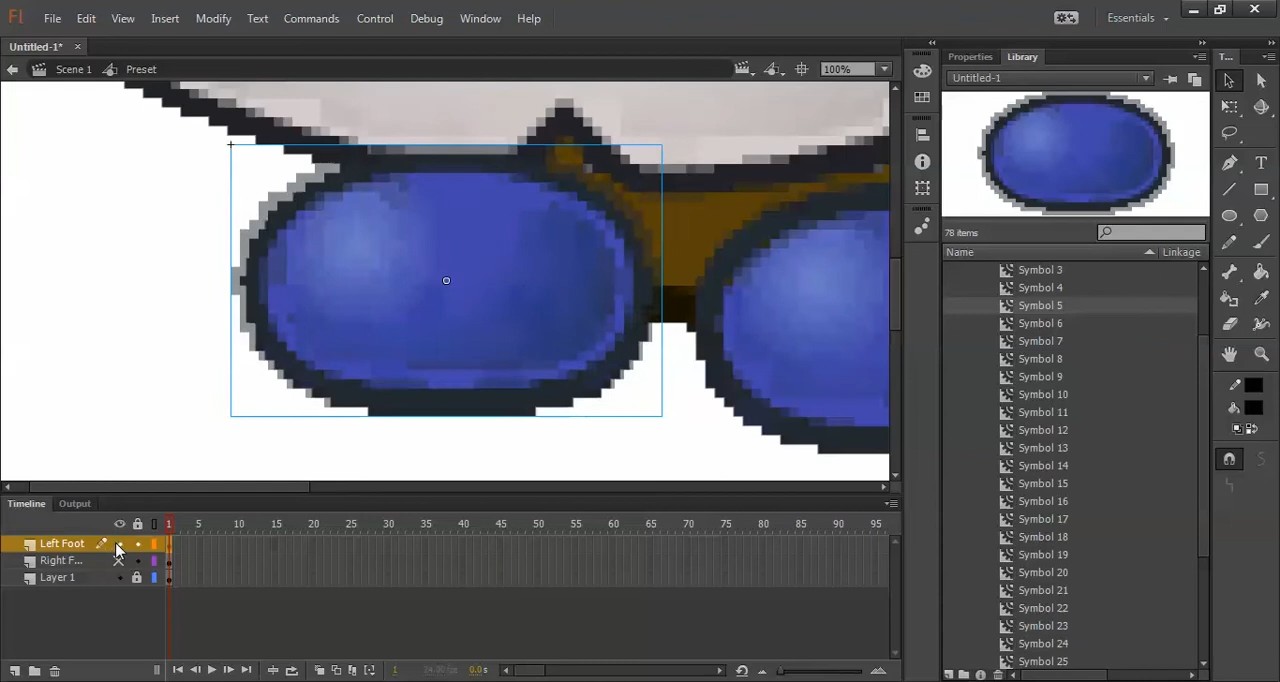 Fl File Edit View Insert Modify Text Commands Control Debug Window Help Essentials
Untitled-1*
Scene 1 Preset 100%
Properties Library
T...
Untitled-1
78 items
Name Linkage
Symbol 3
Symbol 4
Symbol 5
Symbol 6
Symbol 7
Symbol 8
Symbol 9
Symbol 10
Symbol 11
Symbol 12
Symbol 13
Symbol 14
Symbol 15
Symbol 16
Symbol 17
Symbol 18
Symbol 19
Symbol 20
Symbol 21
Symbol 22
Symbol 23
Symbol 24
Symbol 25
Timeline Output
1 5 10 15 20 25 30 35 40 45 50 55 60 65 70 75 80 85 90 95
Left Foot
Right F...
Layer 1
1 24.00 fps 0.0 s